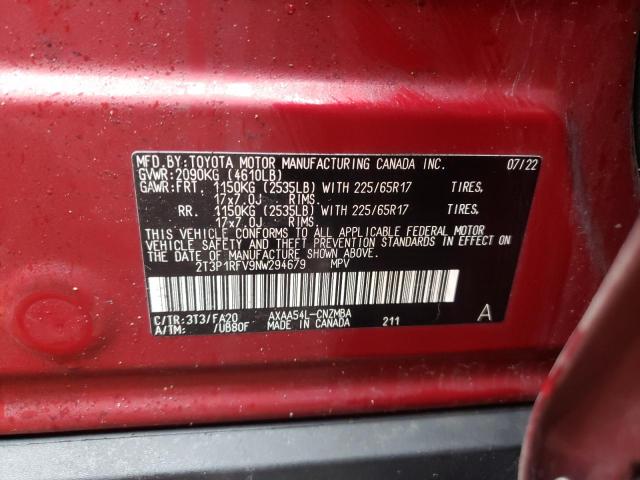 MFD. BY: TOYOTA MOTOR MANUFACTURING CANADA INC. 07/22
GVWR: 2090KG (4610LB)
GAWR: FRT. 1150KG (2535LB) WITH 225/65R17 TIRES,
17x7.0J RIMS.
RR. 1150KG (2535LB) WITH 225/65R17 TIRES,
17x7.0J RIMS.
THIS VEHICLE CONFORMS TO ALL APPLICABLE FEDERAL MOTOR
VEHICLE SAFETY AND THEFT PREVENTION STANDARDS IN EFFECT ON
THE DATE OF MANUFACTURE SHOWN ABOVE.
2T3P1RFV9NW294679 MPV
C/TR: 3T3/FA20 AXAA54L-CNZMBA
A/TM: /UB80F MADE IN CANADA 211 A